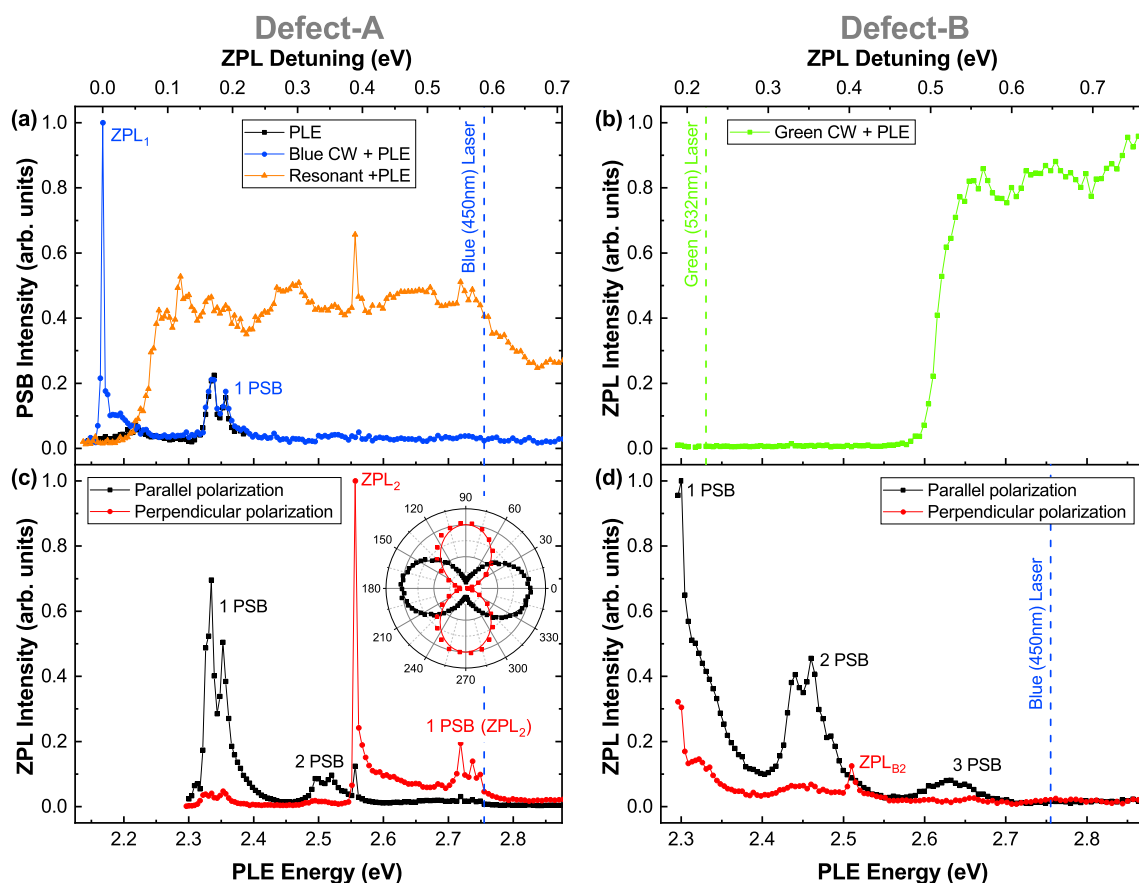 Defect-A
Defect-B
ZPL Detuning (eV)
ZPL Detuning (eV)
0.0 0.1 0.2 0.3 0.4 0.5 0.6 0.7
0.2 0.3 0.4 0.5 0.6 0.7
(a)
PSB Intensity (arb. units)
1.0
0.8
0.6
0.4
0.2
0.0
ZPL1
PLE
Blue CW + PLE
Resonant +PLE
1 PSB
Blue (450nm) Laser
(b)
ZPL Intensity (arb. units)
1.0
0.8
0.6
0.4
0.2
0.0
Green CW + PLE
Green (532nm) Laser
(c)
ZPL Intensity (arb. units)
1.0
0.8
0.6
0.4
0.2
0.0
Parallel polarization
Perpendicular polarization
ZPL2
1 PSB
2 PSB
1 PSB (ZPL2)
90
60
30
0
330
300
270
240
210
180
150
120
2.2 2.3 2.4 2.5 2.6 2.7 2.8
PLE Energy (eV)
(d)
ZPL Intensity (arb. units)
1.0
0.8
0.6
0.4
0.2
0.0
Parallel polarization
Perpendicular polarization
1 PSB
2 PSB
ZPLB2
3 PSB
Blue (450nm) Laser
2.3 2.4 2.5 2.6 2.7 2.8
PLE Energy (eV)